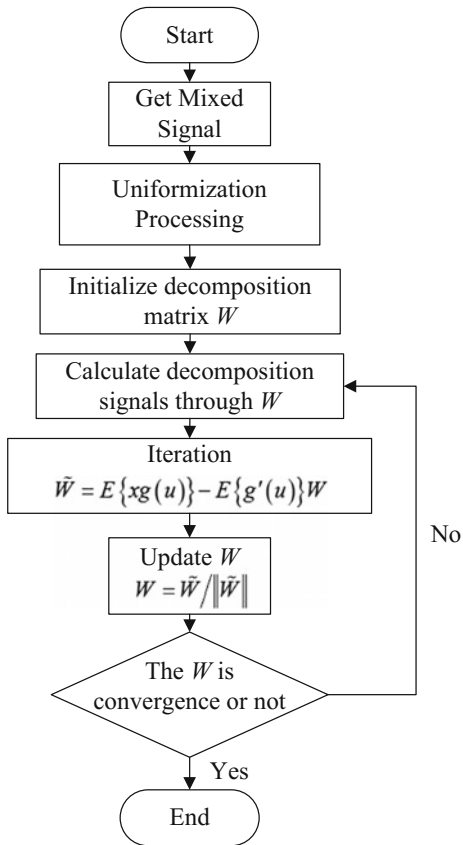 Start
Get Mixed
Signal
Uniformization
Processing
Initialize decomposition
matrix W
Calculate decomposition
signals through W
Iteration
W̃ = E{xg(u)} − E{g′(u)}W
No
Update W
W = W̃/‖W̃‖
The W is
convergence or not
Yes
End